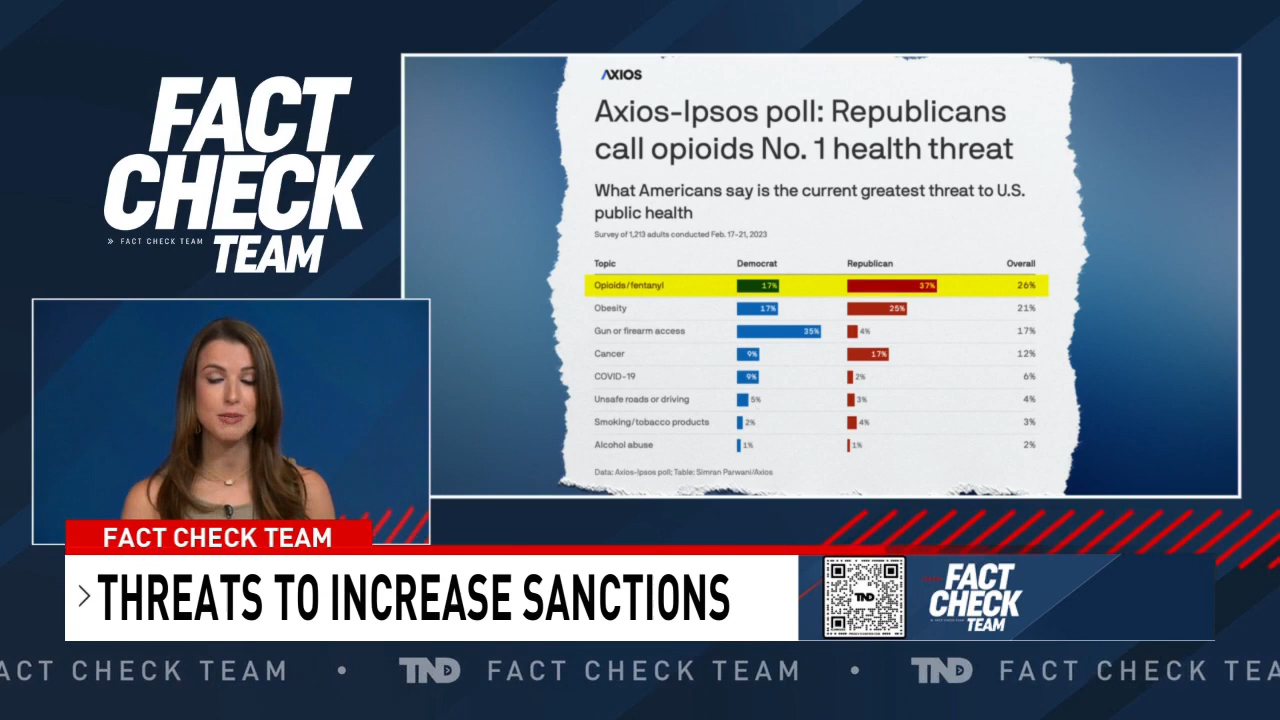 FACT
CHECK
» FACT CHECK TEAM
TEAM
AXIOS
Axios-Ipsos poll: Republicans
call opioids No. 1 health threat
What Americans say is the current greatest threat to U.S.
public health
Survey of 1,213 adults conducted Feb. 17-21, 2023
Topic Democrat Republican Overall
Opioids/fentanyl 17% 37% 26%
Obesity 17% 25% 21%
Gun or firearm access 35% 4% 17%
Cancer 9% 17% 12%
COVID-19 9% 2% 6%
Unsafe roads or driving 5% 3% 4%
Smoking/tobacco products 2% 4% 3%
Alcohol abuse 1% 1% 2%
Data: Axios-Ipsos poll; Table: Simran Parwani/Axios
FACT CHECK TEAM
THREATS TO INCREASE SANCTIONS
TND
FACT
CHECK
TEAM
ACT CHECK TEAM • TND FACT CHECK TEAM • TND FACT CHECK TEA